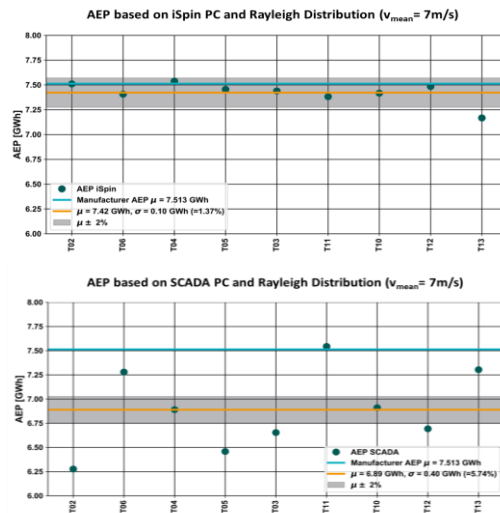 AEP based on iSpin PC and Rayleigh Distribution (vmean= 7m/s)
8.00
7.75
7.50
7.25
7.00
6.75
6.50
6.25
6.00
AEP [GWh]
AEP iSpin
Manufacturer AEP μ = 7.513 GWh
μ = 7.42 GWh, σ = 0.10 GWh (=1.37%)
μ ± 2%
T02
T06
T04
T05
T03
T11
T10
T12
T13
AEP based on SCADA PC and Rayleigh Distribution (vmean= 7m/s)
8.00
7.75
7.50
7.25
7.00
6.75
6.50
6.25
6.00
AEP [GWh]
AEP SCADA
Manufacturer AEP μ = 7.513 GWh
μ = 6.89 GWh, σ = 0.40 GWh (=5.74%)
μ ± 2%
T02
T06
T04
T05
T03
T11
T10
T12
T13